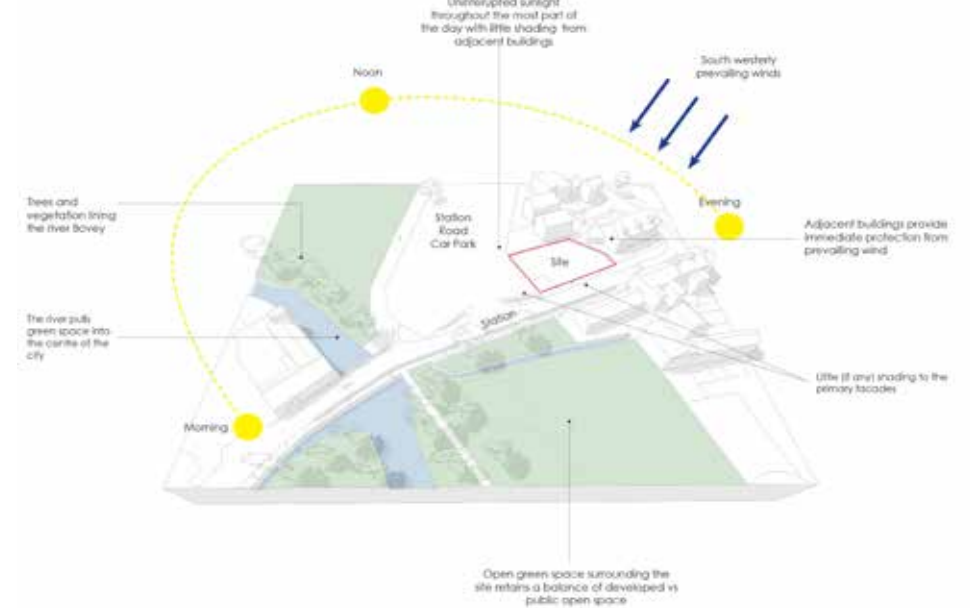 Uninterrupted sunlight
throughout the most part of
the day with little shading from
adjacent buildings
South westerly
prevailing winds
Noon
Evening
Trees and
vegetation lining
the river Bovey
Station
Road
Car Park
Adjacent buildings provide
immediate protection from
prevailing wind
Site
The river pulls
green space into
the centre of the
city
Station
Little (if any) shading to the
primary facades
Morning
Open green space surrounding the
site retains a balance of developed vs
public open space